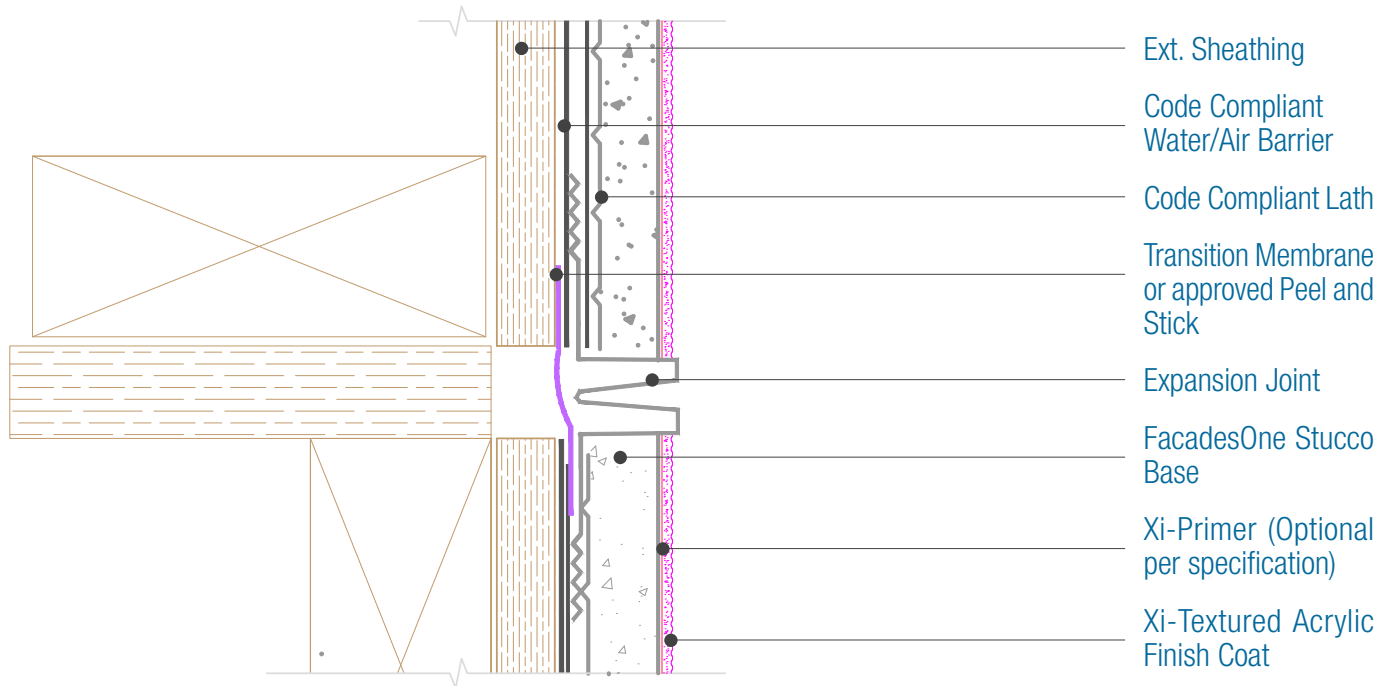 Ext. Sheathing
Code Compliant
Water/Air Barrier
Code Compliant Lath
Transition Membrane
or approved Peel and
Stick
Expansion Joint
FacadesOne Stucco
Base
Xi-Primer (Optional
per specification)
Xi-Textured Acrylic
Finish Coat